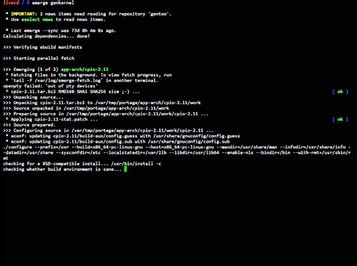 livecd / # emerge genkernel
* IMPORTANT: 2 news items need reading for repository 'gentoo'.
* Use eselect news to read news items.
* Last emerge --sync was 73d 0h 4m 8s ago.
Calculating dependencies... done!
>>> Verifying ebuild manifests
>>> Starting parallel fetch
>>> Emerging (1 of 2) app-arch/cpio-2.11
* Fetching files in the background. To view fetch progress, run
* `tail -f /var/log/emerge-fetch.log` in another terminal.
openpty failed: 'out of pty devices'
* cpio-2.11.tar.bz2 RMD160 SHA1 SHA256 size ;-) ... [ ok ]
>>> Unpacking source...
>>> Unpacking cpio-2.11.tar.bz2 to /var/tmp/portage/app-arch/cpio-2.11/work
>>> Source unpacked in /var/tmp/portage/app-arch/cpio-2.11/work
>>> Preparing source in /var/tmp/portage/app-arch/cpio-2.11/work/cpio-2.11 ...
* Applying cpio-2.11-stat.patch ... [ ok ]
>>> Source prepared.
>>> Configuring source in /var/tmp/portage/app-arch/cpio-2.11/work/cpio-2.11 ...
* econf: updating cpio-2.11/build-aux/config.guess with /usr/share/gnuconfig/config.guess
* econf: updating cpio-2.11/build-aux/config.sub with /usr/share/gnuconfig/config.sub
./configure --prefix=/usr --build=x86_64-pc-linux-gnu --host=x86_64-pc-linux-gnu --mandir=/usr/share/man --infodir=/usr/share/info -
-datadir=/usr/share --sysconfdir=/etc --localstatedir=/var/lib --libdir=/usr/lib64 --enable-nls --bindir=/bin --with-rmt=/usr/sbin/r
mt
checking for a BSD-compatible install... /usr/bin/install -c
checking whether build environment is sane...